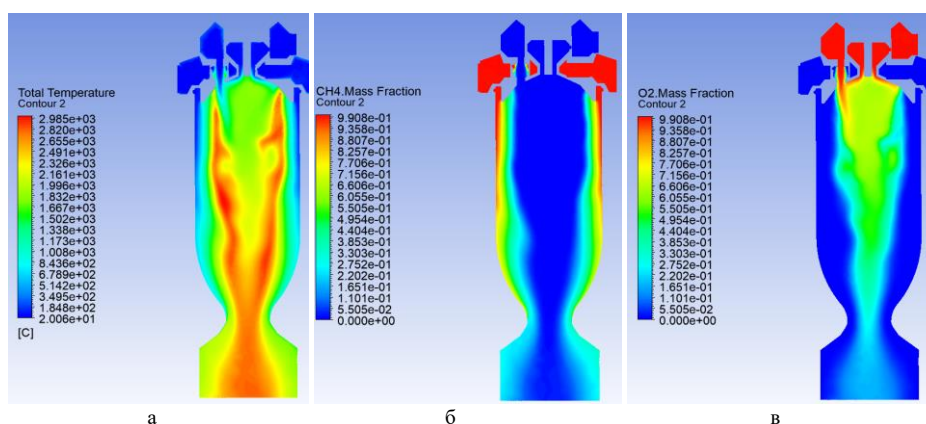 Total Temperature
Contour 2
2.985e+03
2.820e+03
2.655e+03
2.491e+03
2.326e+03
2.161e+03
1.996e+03
1.832e+03
1.667e+03
1.502e+03
1.338e+03
1.173e+03
1.008e+03
8.436e+02
6.789e+02
5.142e+02
3.495e+02
1.848e+02
2.006e+01
[C]
CH4.Mass Fraction
Contour 2
9.908e-01
9.358e-01
8.807e-01
8.257e-01
7.706e-01
7.156e-01
6.606e-01
6.055e-01
5.505e-01
4.954e-01
4.404e-01
3.853e-01
3.303e-01
2.752e-01
2.202e-01
1.651e-01
1.101e-01
5.505e-02
0.000e+00
O2.Mass Fraction
Contour 2
9.908e-01
9.358e-01
8.807e-01
8.257e-01
7.706e-01
7.156e-01
6.606e-01
6.055e-01
5.505e-01
4.954e-01
4.404e-01
3.853e-01
3.303e-01
2.752e-01
2.202e-01
1.651e-01
1.101e-01
5.505e-02
0.000e+00
а
б
в